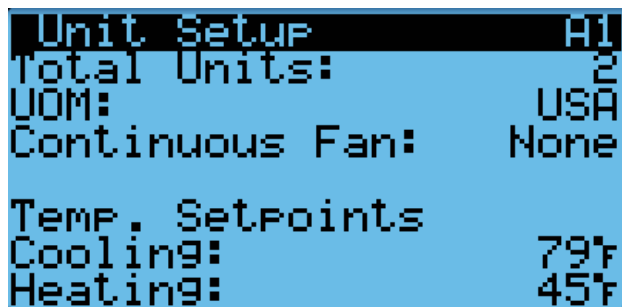 Unit Setup A1
Total Units: 2
UOM: USA
Continuous Fan: None
Temp. Setpoints
Cooling: 79°F
Heating: 45°F